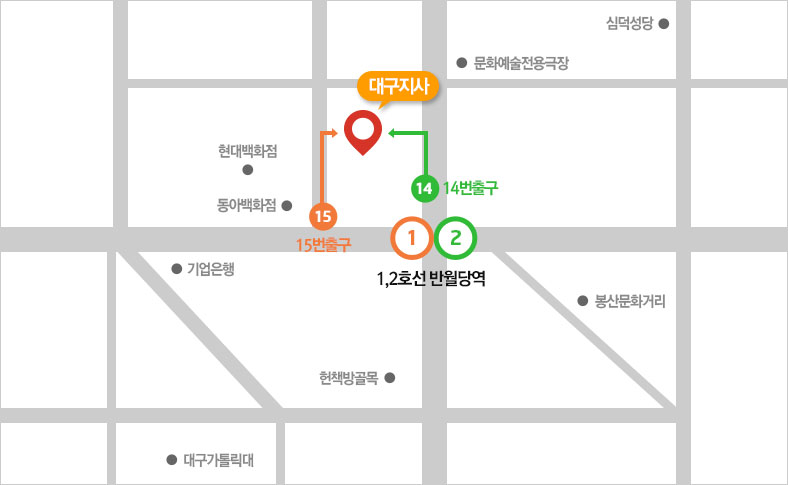 심덕성당
문화예술전용극장
대구지사
현대백화점
14
14번출구
동아백화점
15
15번출구
1
2
기업은행
1,2호선 반월당역
봉산문화거리
헌책방골목
대구가톨릭대